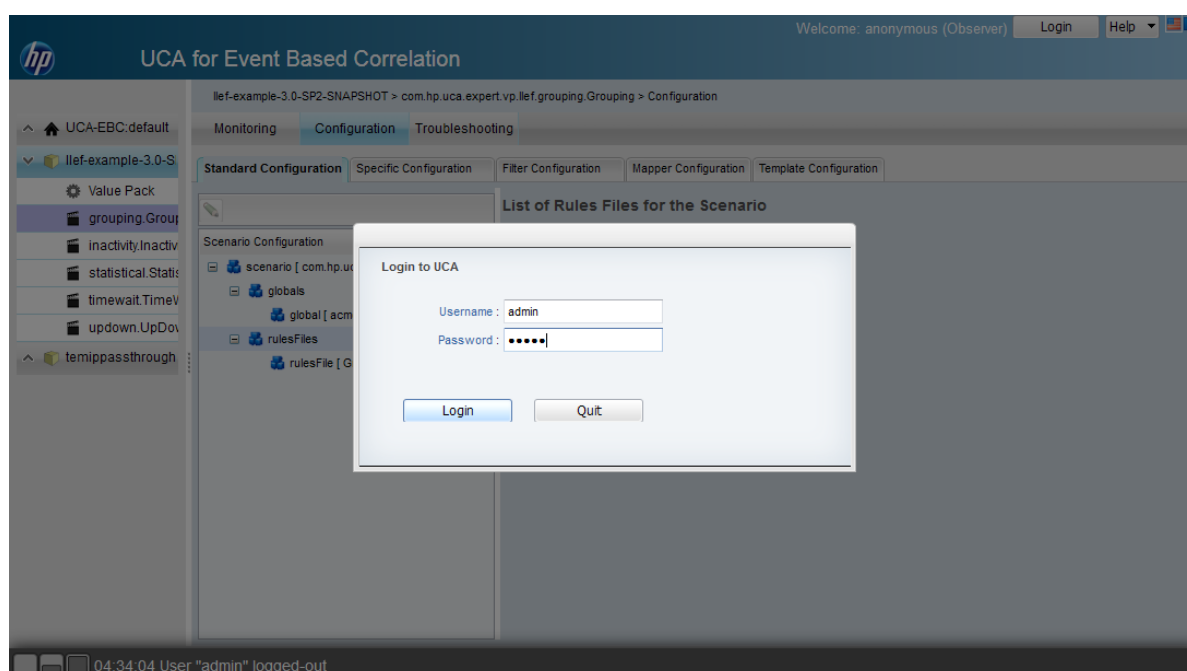 Welcome: anonymous (Observer) Login Help
hp UCA for Event Based Correlation
llef-example-3.0-SP2-SNAPSHOT > com.hp.uca.expert.vp.llef.grouping.Grouping > Configuration
UCA-EBC:default
Monitoring Configuration Troubleshooting
llef-example-3.0-S
Standard Configuration Specific Configuration Filter Configuration Mapper Configuration Template Configuration
Value Pack
grouping.Group
List of Rules Files for the Scenario
inactivity.Inactiv
Scenario Configuration
statistical.Statis
scenario [ com.hp.uc
Login to UCA
timewait.TimeW
globals
global [ acm
Username : admin
updown.UpDow
rulesFiles
Password : •••••
temippassthrough
rulesFile [ G
Login Quit
04:34:04 User "admin" logged-out